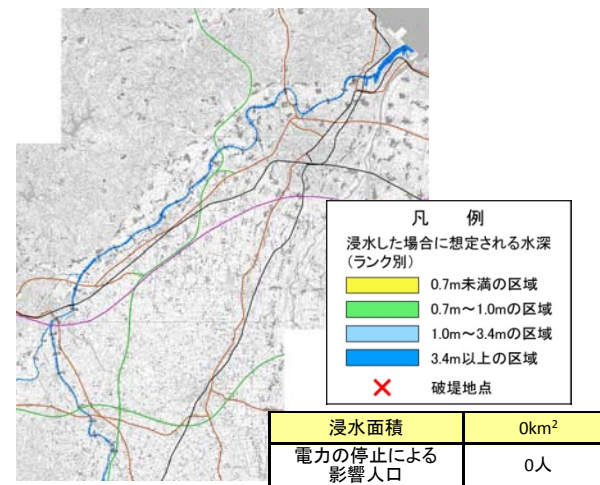 凡　例
浸水した場合に想定される水深
（ランク別）
0.7m未満の区域
0.7m～1.0mの区域
1.0m～3.4mの区域
3.4m以上の区域
破堤地点
浸水面積 0km²
電力の停止による
影響人口 0人